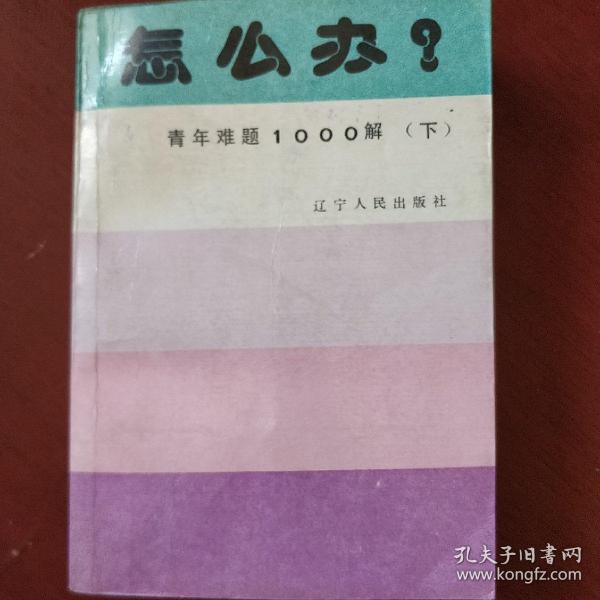 怎么办?
青年难题1000解（下）
辽宁人民出版社
孔夫子旧书网
www.kongfz.com